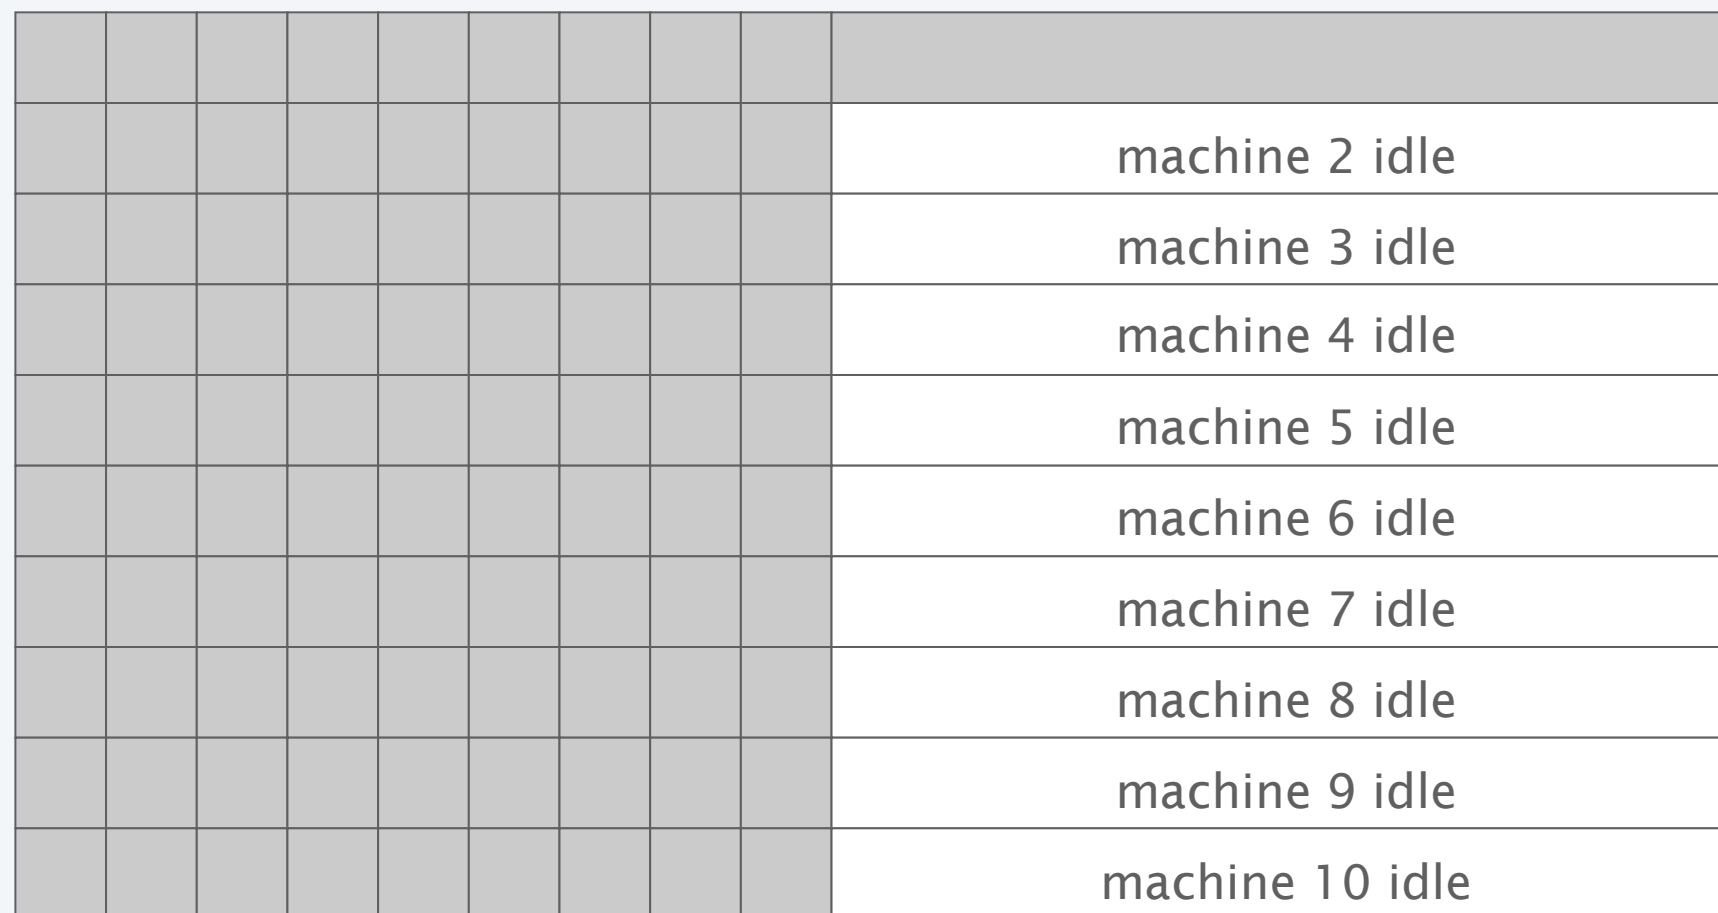 machine 2 idle
machine 3 idle
machine 4 idle
machine 5 idle
machine 6 idle
machine 7 idle
machine 8 idle
machine 9 idle
machine 10 idle